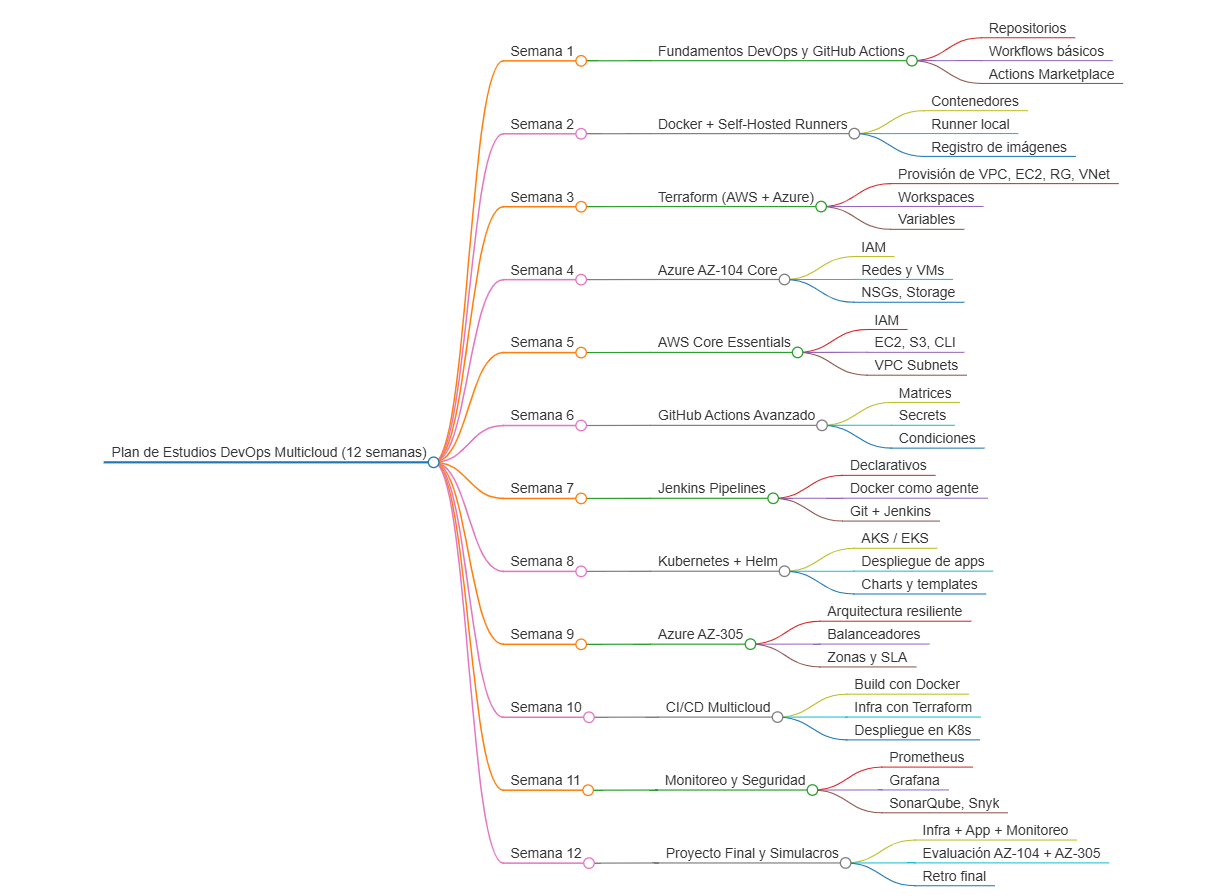 Plan de Estudios DevOps Multicloud (12 semanas)
Semana 1
Fundamentos DevOps y GitHub Actions
Repositorios
Workflows básicos
Actions Marketplace
Semana 2
Docker + Self-Hosted Runners
Contenedores
Runner local
Registro de imágenes
Semana 3
Terraform (AWS + Azure)
Provisión de VPC, EC2, RG, VNet
Workspaces
Variables
Semana 4
Azure AZ-104 Core
IAM
Redes y VMs
NSGs, Storage
Semana 5
AWS Core Essentials
IAM
EC2, S3, CLI
VPC Subnets
Semana 6
GitHub Actions Avanzado
Matrices
Secrets
Condiciones
Semana 7
Jenkins Pipelines
Declarativos
Docker como agente
Git + Jenkins
Semana 8
Kubernetes + Helm
AKS / EKS
Despliegue de apps
Charts y templates
Semana 9
Azure AZ-305
Arquitectura resiliente
Balanceadores
Zonas y SLA
Semana 10
CI/CD Multicloud
Build con Docker
Infra con Terraform
Despliegue en K8s
Semana 11
Monitoreo y Seguridad
Prometheus
Grafana
SonarQube, Snyk
Semana 12
Proyecto Final y Simulacros
Infra + App + Monitoreo
Evaluación AZ-104 + AZ-305
Retro final